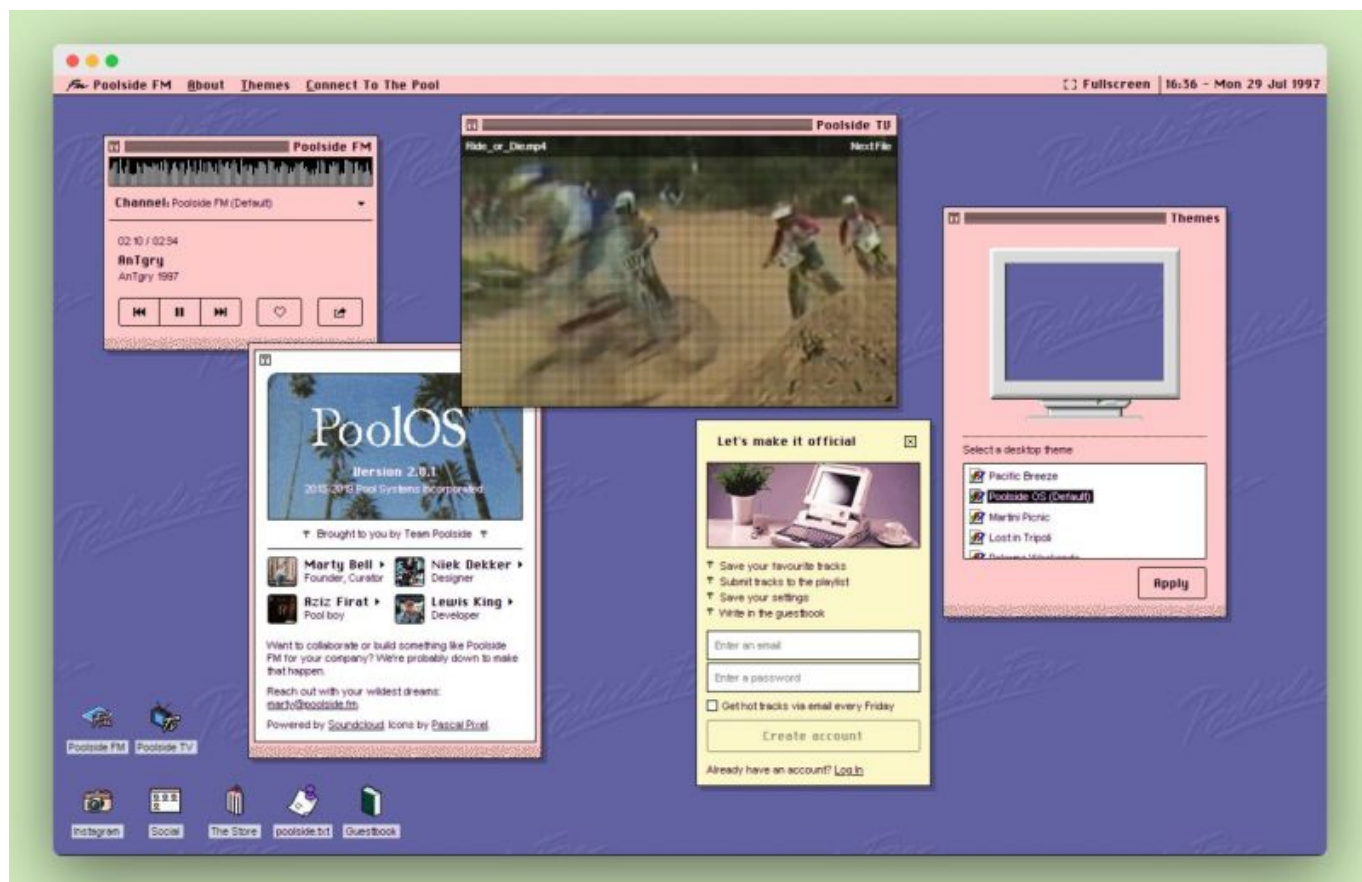 Poolside FM About Themes Connect To The Pool
Fullscreen 16:36 - Mon 29 Jul 1997
Poolside FM
Channel: Poolside FM (Default)
02:10 / 02:34
AnTgry
AnTgry 1997
Poolside TV
Ride_or_Die.mp4 Next File
PoolOS
Version 2.0.1
Pool Systems Incorporated
Brought to you by Team Poolside
Marty Bell
Founder, Curator
Niek Dekker
Designer
Aziz Firat
Pool boy
Lewis King
Developer
Want to collaborate or build something like Poolside
FM for your company? We're probably down to make
that happen.
Reach out with your wildest dreams:
marty@poolside.fm.
Powered by Soundcloud. Icons by Pascal Pixel.
Let's make it official
Save your favourite tracks
Submit tracks to the playlist
Save your settings
Write in the guestbook
Enter an email
Enter a password
Get hot tracks via email every Friday
Create account
Already have an account? Log In
Themes
Select a desktop theme
Pacific Breeze
Poolside OS (Default)
Martini Picnic
Lost in Tripoli
Apply
Poolside FM
Poolside TV
Instagram
Social
The Store
poolside.txt
Guestbook